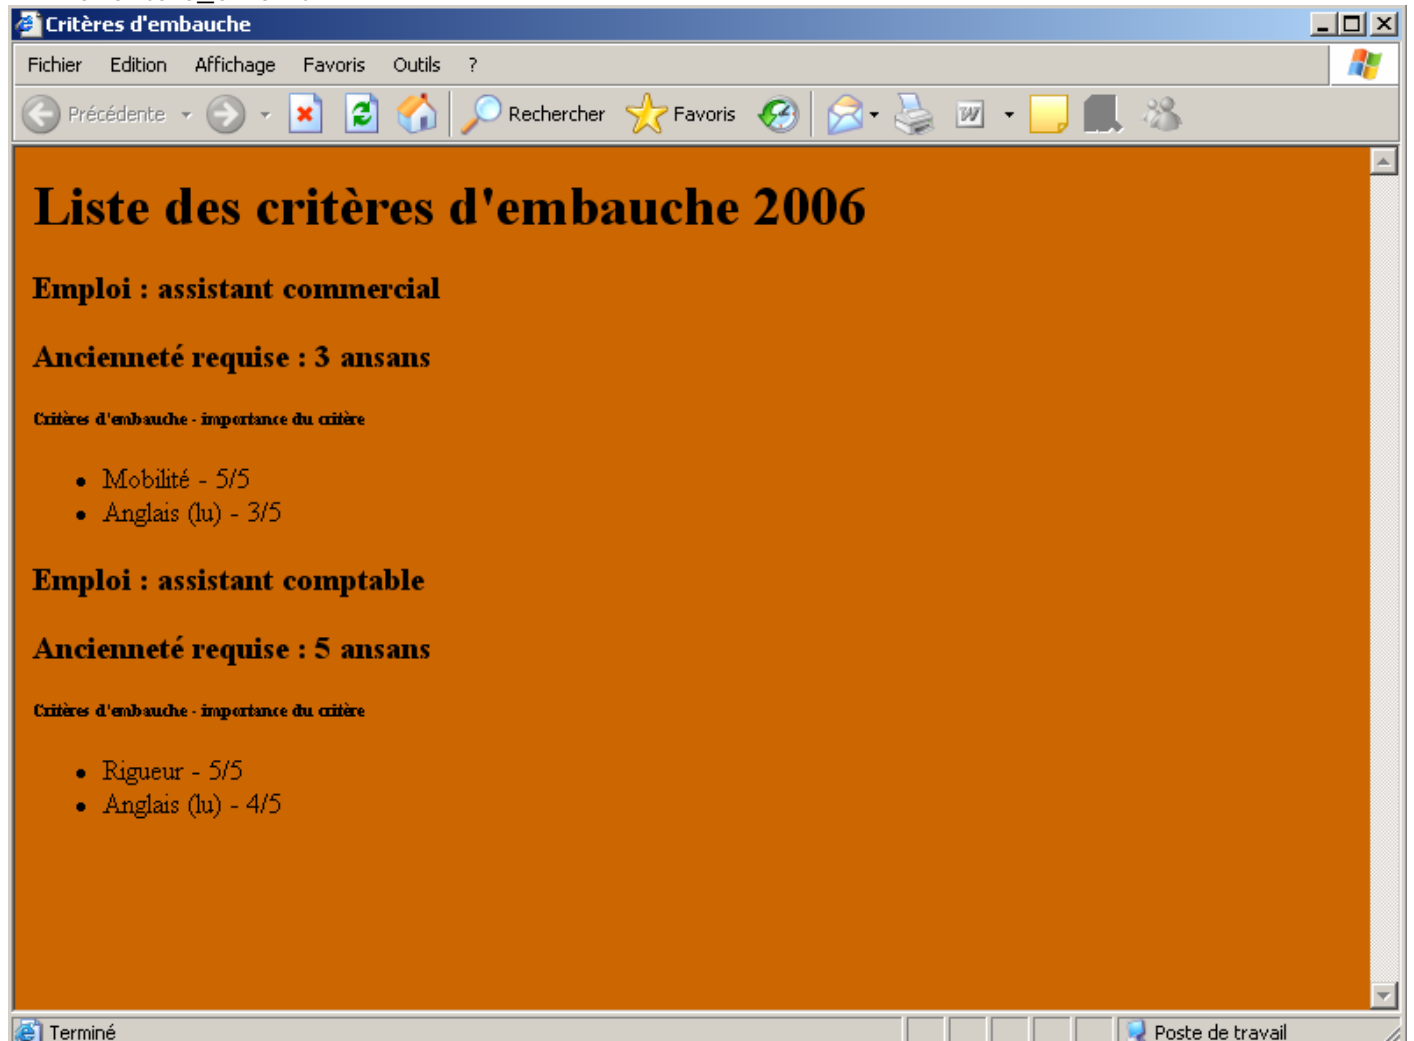 Critères d'embauche
Fichier Edition Affichage Favoris Outils ?
Précédente Rechercher Favoris
Liste des critères d'embauche 2006
Emploi : assistant commercial
Ancienneté requise : 3 ansans
Critères d'embauche - importance du critère
Mobilité - 5/5
Anglais (lu) - 3/5
Emploi : assistant comptable
Ancienneté requise : 5 ansans
Critères d'embauche - importance du critère
Rigueur - 5/5
Anglais (lu) - 4/5
Terminé Poste de travail